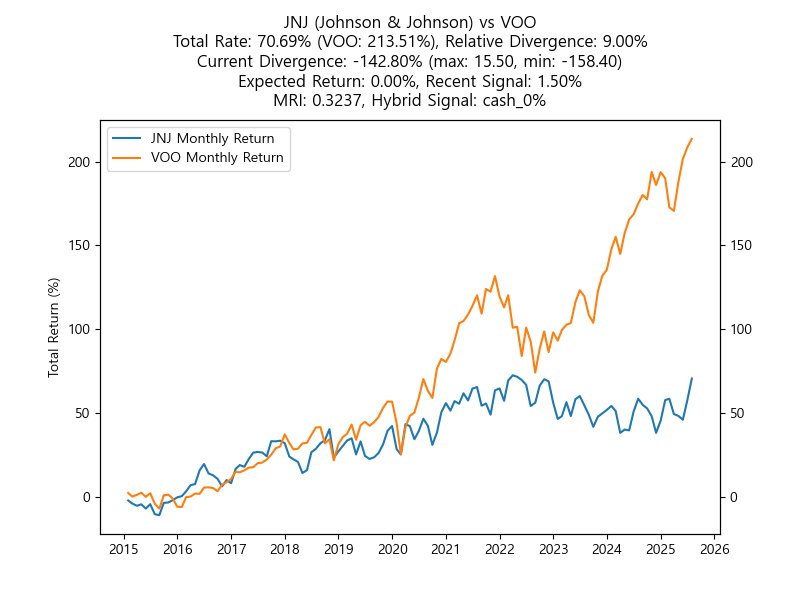 JNJ (Johnson & Johnson) vs VOO
Total Rate: 70.69% (VOO: 213.51%), Relative Divergence: 9.00%
Current Divergence: -142.80% (max: 15.50, min: -158.40)
Expected Return: 0.00%, Recent Signal: 1.50%
MRI: 0.3237, Hybrid Signal: cash_0%
JNJ Monthly Return
VOO Monthly Return
Total Return (%)
200
150
100
50
0
200
150
100
50
0
2015 2016 2017 2018 2019 2020 2021 2022 2023 2024 2025 2026